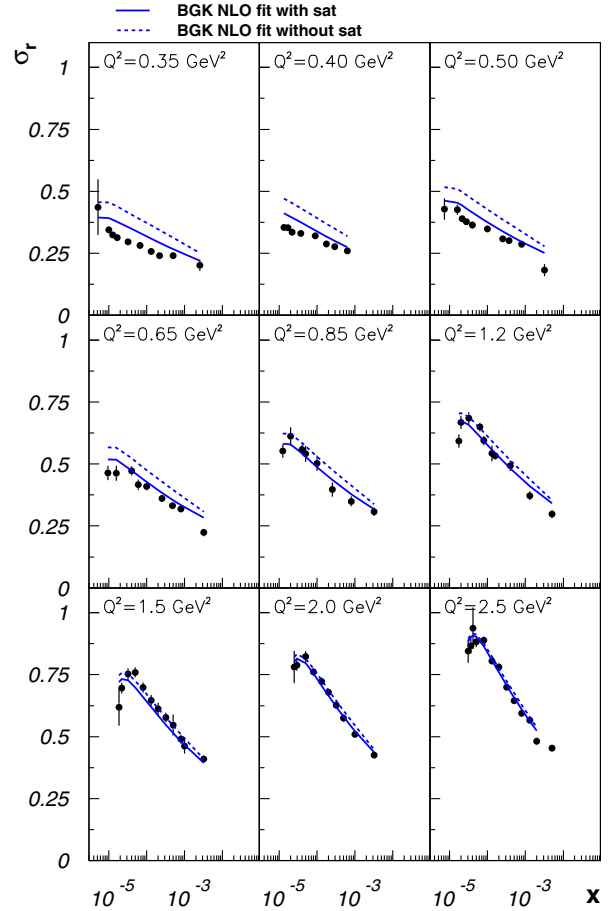 BGK NLO fit with sat
BGK NLO fit without sat
σr
Q²=0.35 GeV²
Q²=0.40 GeV²
Q²=0.50 GeV²
1
0.75
0.5
0.25
0
Q²=0.65 GeV²
Q²=0.85 GeV²
Q²=1.2 GeV²
1
0.75
0.5
0.25
0
Q²=1.5 GeV²
Q²=2.0 GeV²
Q²=2.5 GeV²
1
0.75
0.5
0.25
0
10⁻⁵ 10⁻³ 10⁻⁵ 10⁻³ 10⁻⁵ 10⁻³ x